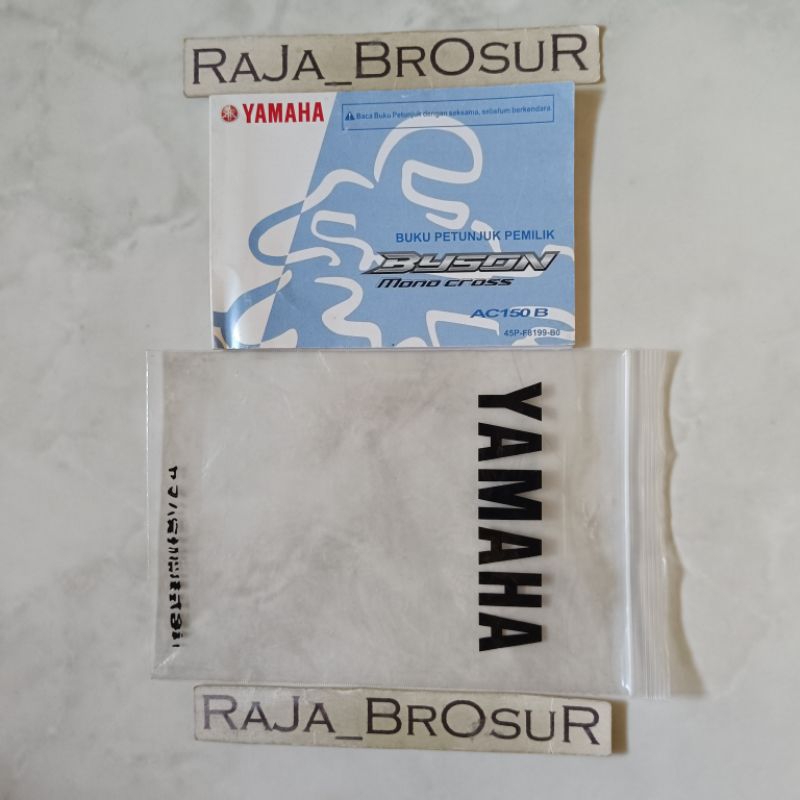 RAJA_BROSUR
YAMAHA
Baca Buku Petunjuk dengan seksama, sebelum berkendara
BUKU PETUNJUK PEMILIK
BYSON
Mono cross
AC150 B
45P-F8199-B0
YAMAHA
RAJA_BROSUR